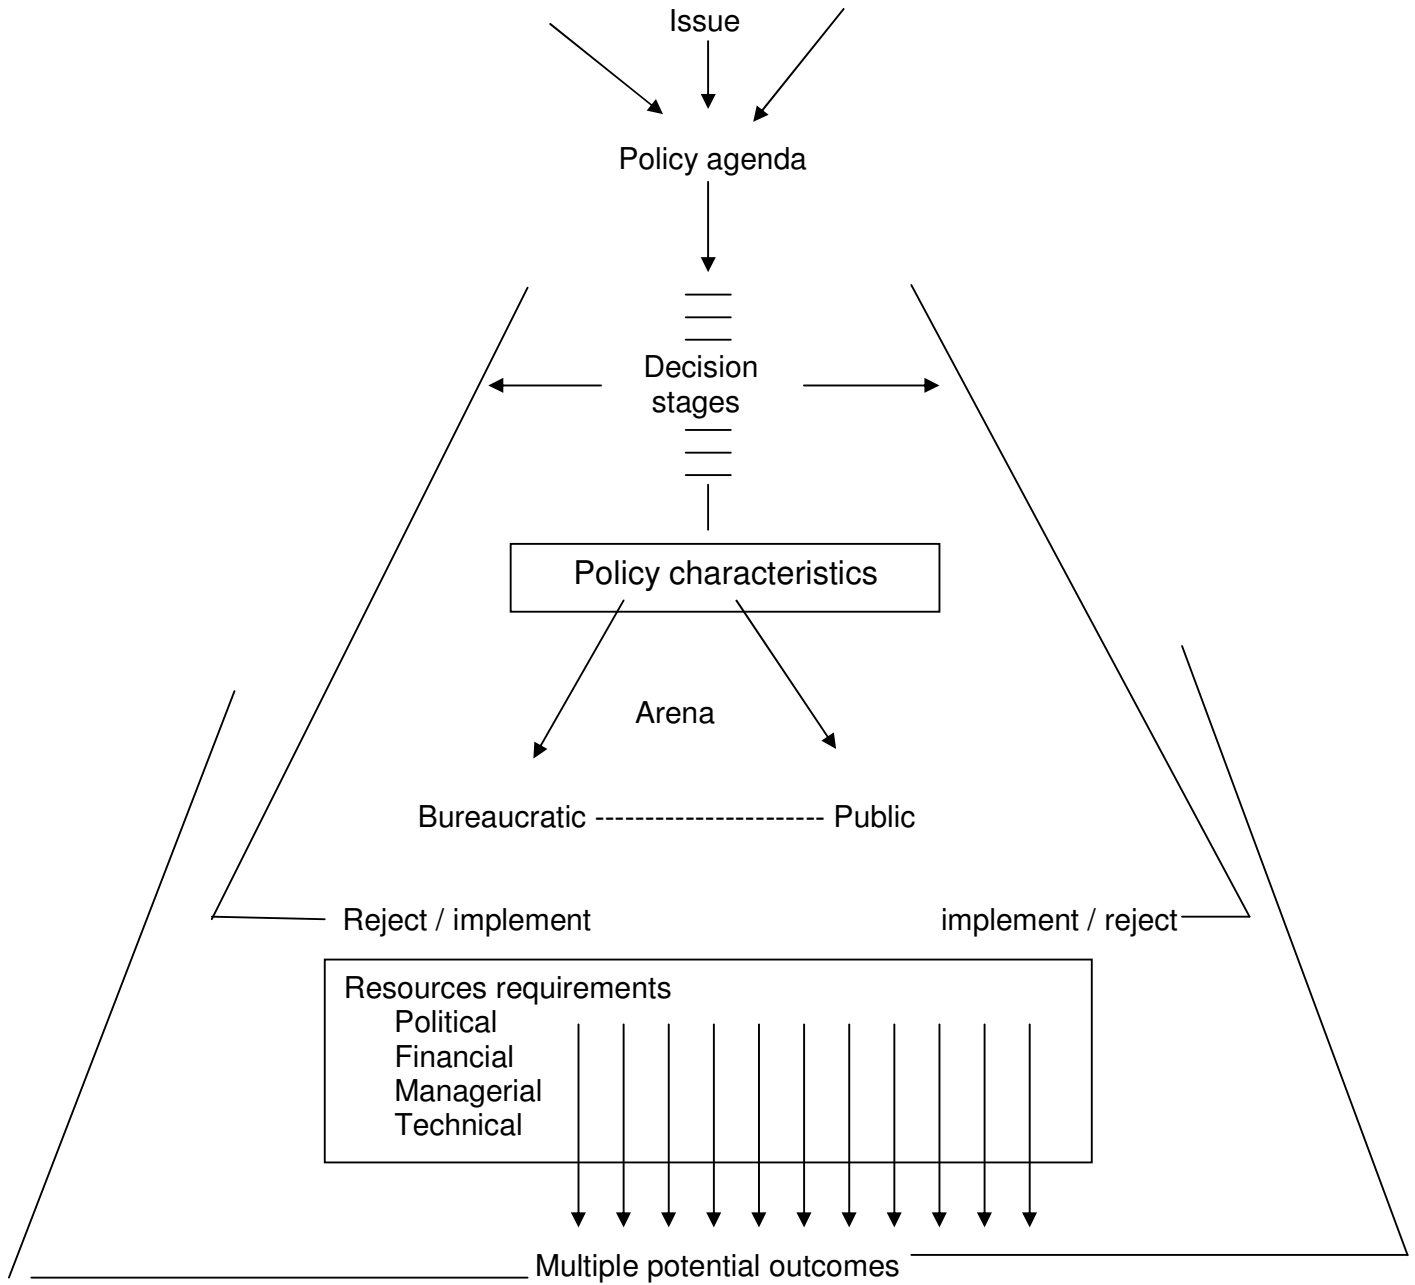 Issue
Policy agenda
Decision
stages
Policy characteristics
Arena
Bureaucratic ----------------------- Public
Reject / implement
implement / reject
Resources requirements
Political
Financial
Managerial
Technical
Multiple potential outcomes